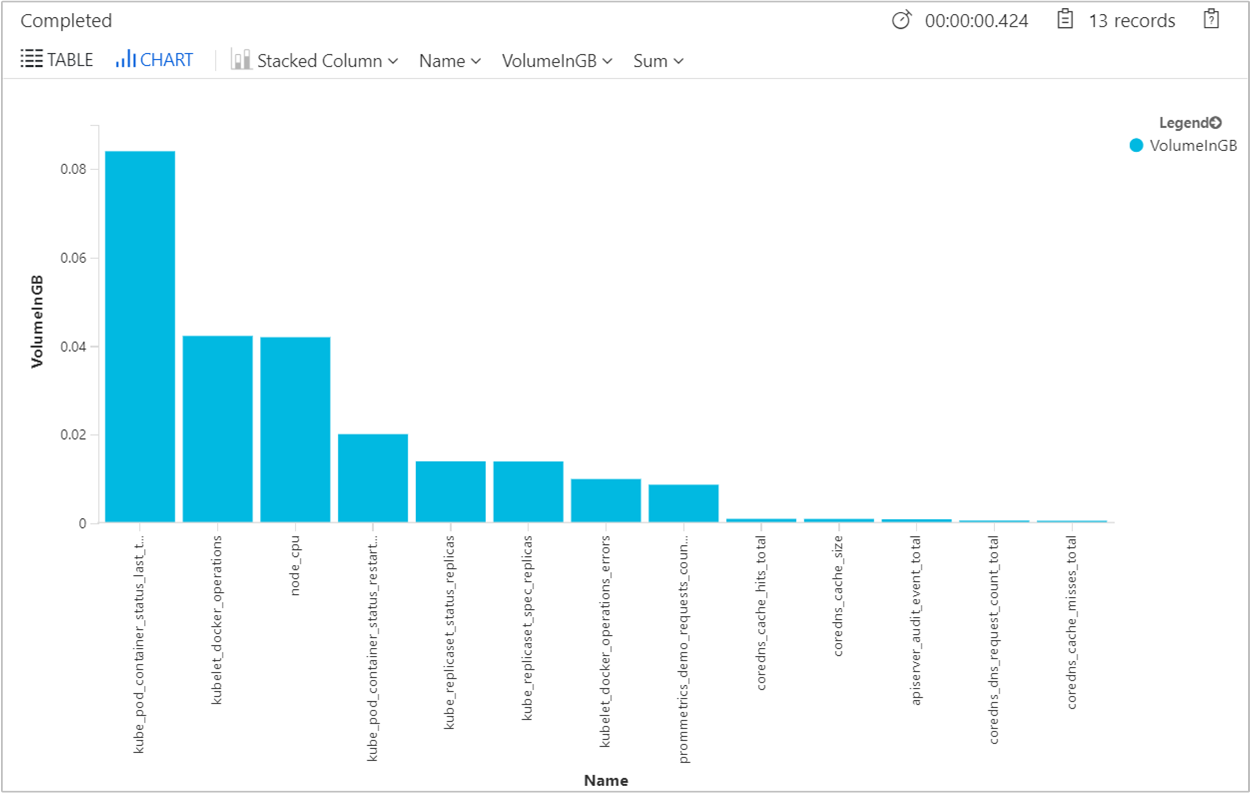 Completed 00:00:00.424 13 records
TABLE CHART Stacked Column Name VolumeInGB Sum
Legend
VolumeInGB
0.08
0.06
0.04
0.02
0
VolumeInGB
kube_pod_container_status_last_t...
kubelet_docker_operations
node_cpu
kube_pod_container_status_restart...
kube_replicaset_status_replicas
kube_replicaset_spec_replicas
kubelet_docker_operations_errors
prommetrics_demo_requests_coun...
coredns_cache_hits_total
coredns_cache_size
apiserver_audit_event_total
coredns_dns_request_count_total
coredns_cache_misses_total
Name